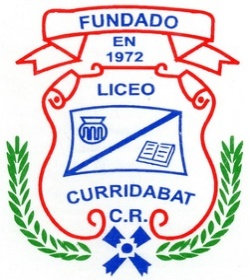 FUNDADO
EN
1972
LICEO
CURRIDABAT
C.R.